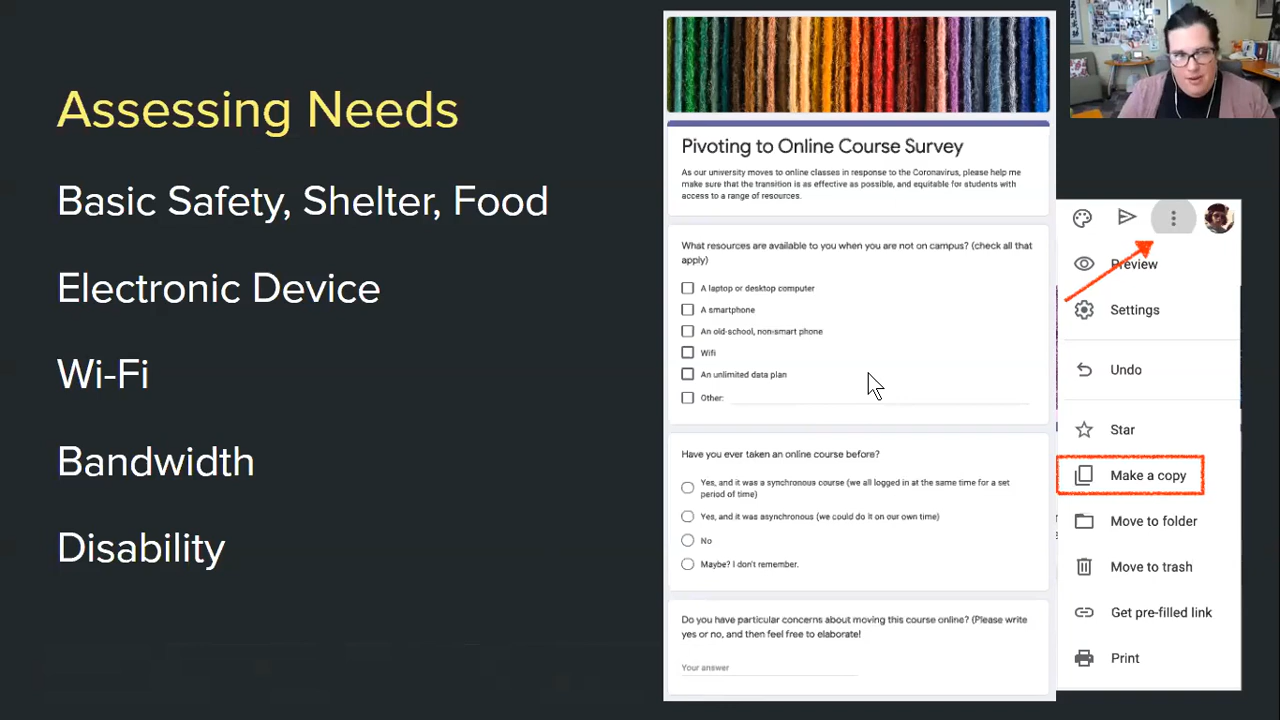 Assessing Needs
Basic Safety, Shelter, Food
Electronic Device
Wi-Fi
Bandwidth
Disability
Pivoting to Online Course Survey
As our university moves to online classes in response to the Coronavirus, please help me
make sure that the transition is as effective as possible, and equitable for students with
access to a range of resources.
What resources are available to you when you are not on campus? (check all that
apply)
A laptop or desktop computer
A smartphone
An old-school, non-smart phone
Wifi
An unlimited data plan
Other:
Have you ever taken an online course before?
Yes, and it was a synchronous course (we all logged in at the same time for a set
period of time)
Yes, and it was asynchronous (we could do it on our own time)
No
Maybe? I don't remember.
Do you have particular concerns about moving this course online? (Please write
yes or no, and then feel free to elaborate!
Your answer
Preview
Settings
Undo
Star
Make a copy
Move to folder
Move to trash
Get pre-filled link
Print